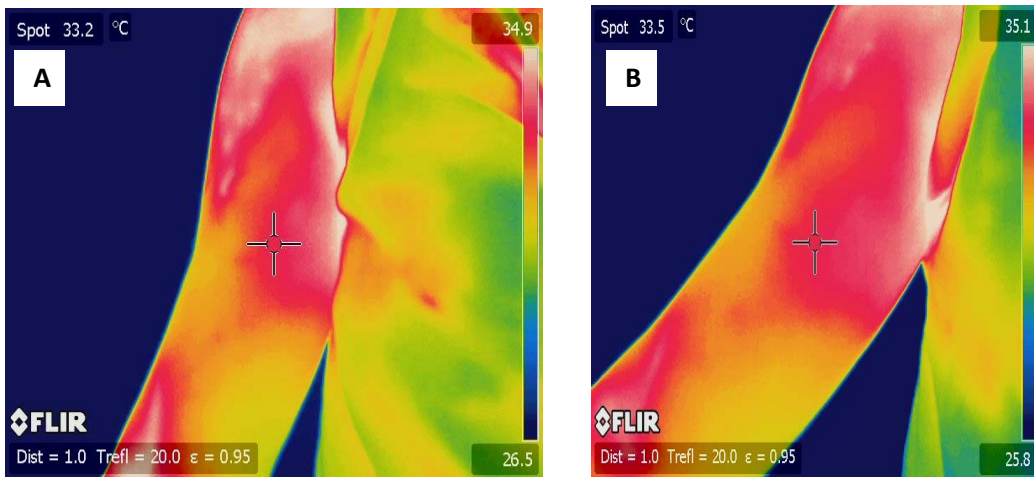 Spot 33.2 °C
34.9
A
FLIR
Dist = 1.0 Trefl = 20.0 ε = 0.95
26.5
Spot 33.5 °C
35.1
B
FLIR
Dist = 1.0 Trefl = 20.0 ε = 0.95
25.8